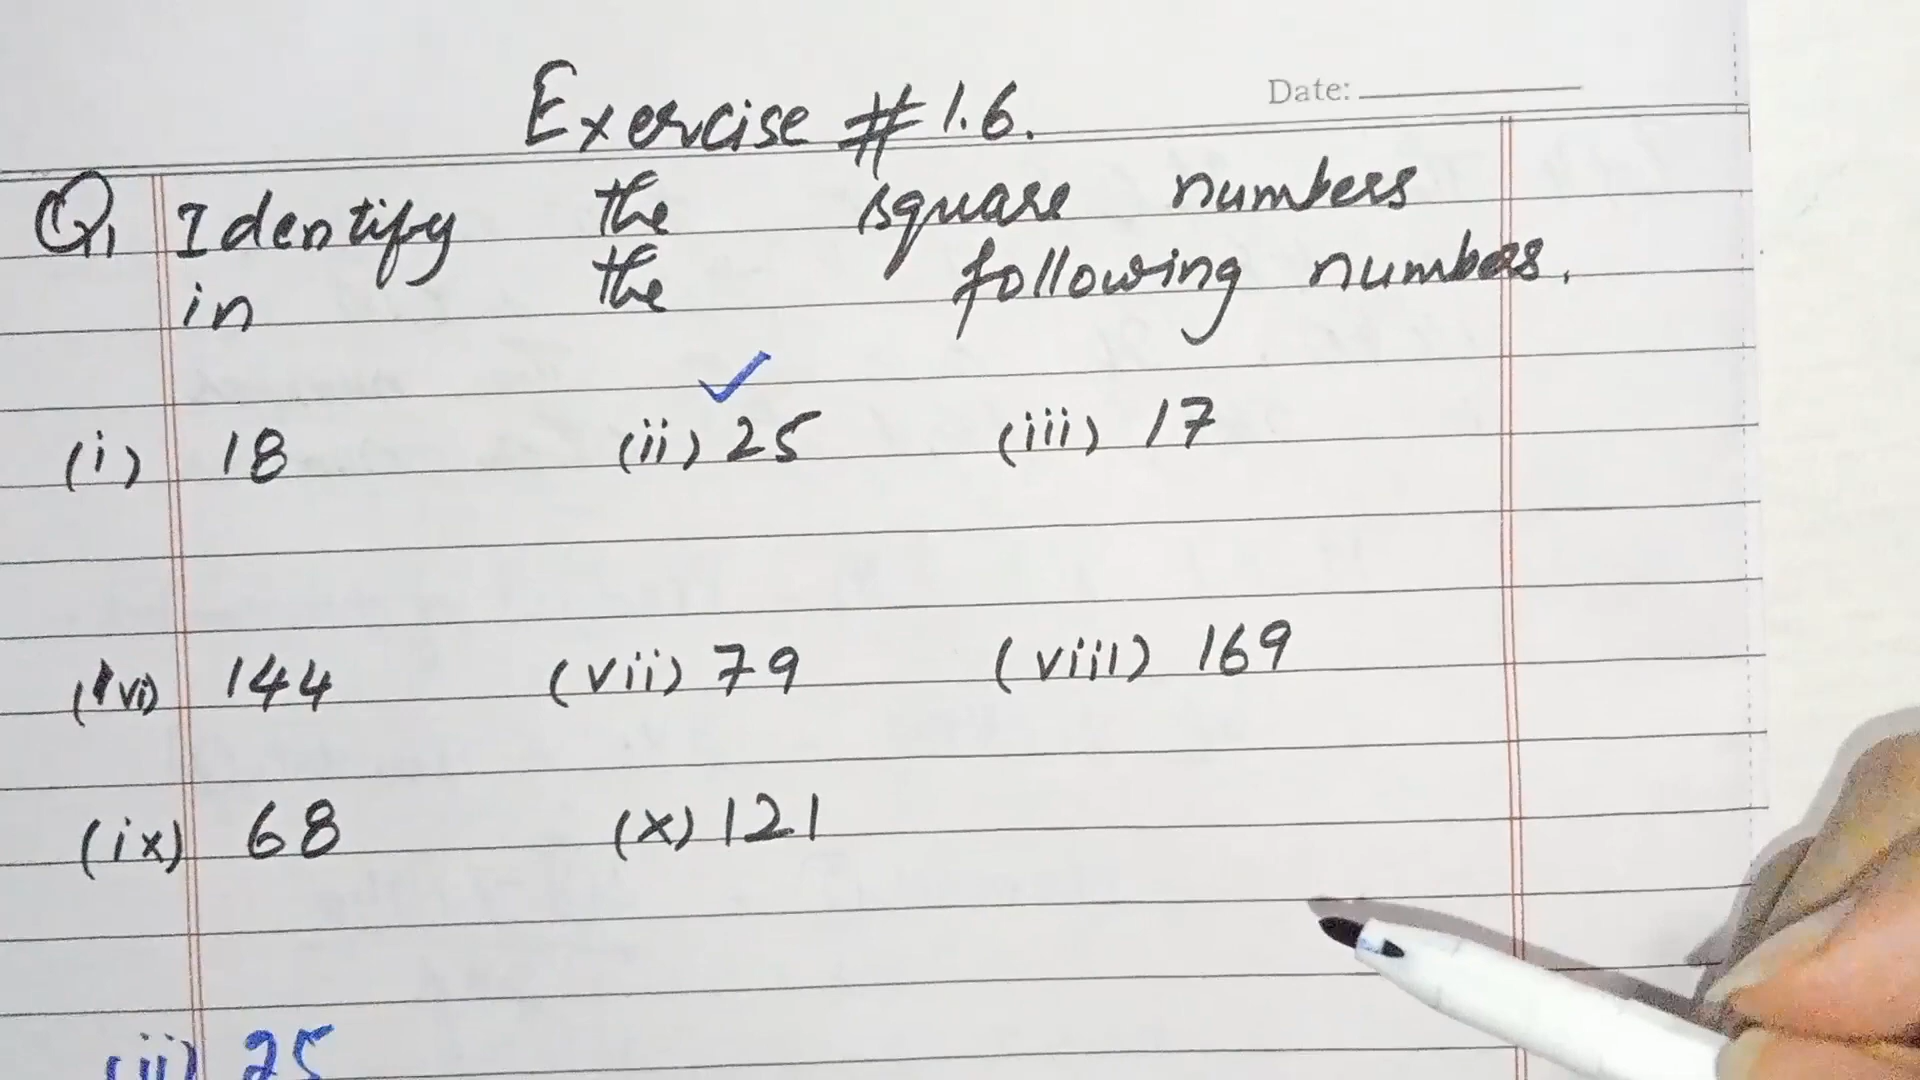 Exercise # 1.6.
Date:
Q1 Identify the square numbers
in the following numbers.
(i) 18 (ii) 25 (iii) 17
(vi) 144 (vii) 79 (viii) 169
(ix) 68 (x) 121
(ii) 25